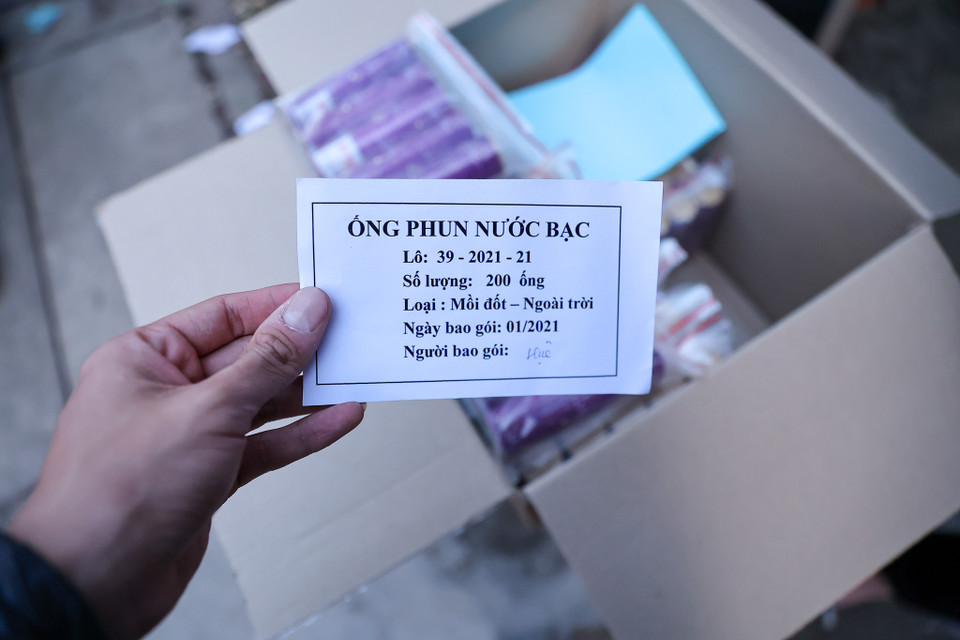 ỐNG PHUN NƯỚC BẠC
Lô: 39 - 2021 - 21
Số lượng: 200 ống
Loại : Mồi đốt – Ngoài trời
Ngày bao gói: 01/2021
Người bao gói: Huê